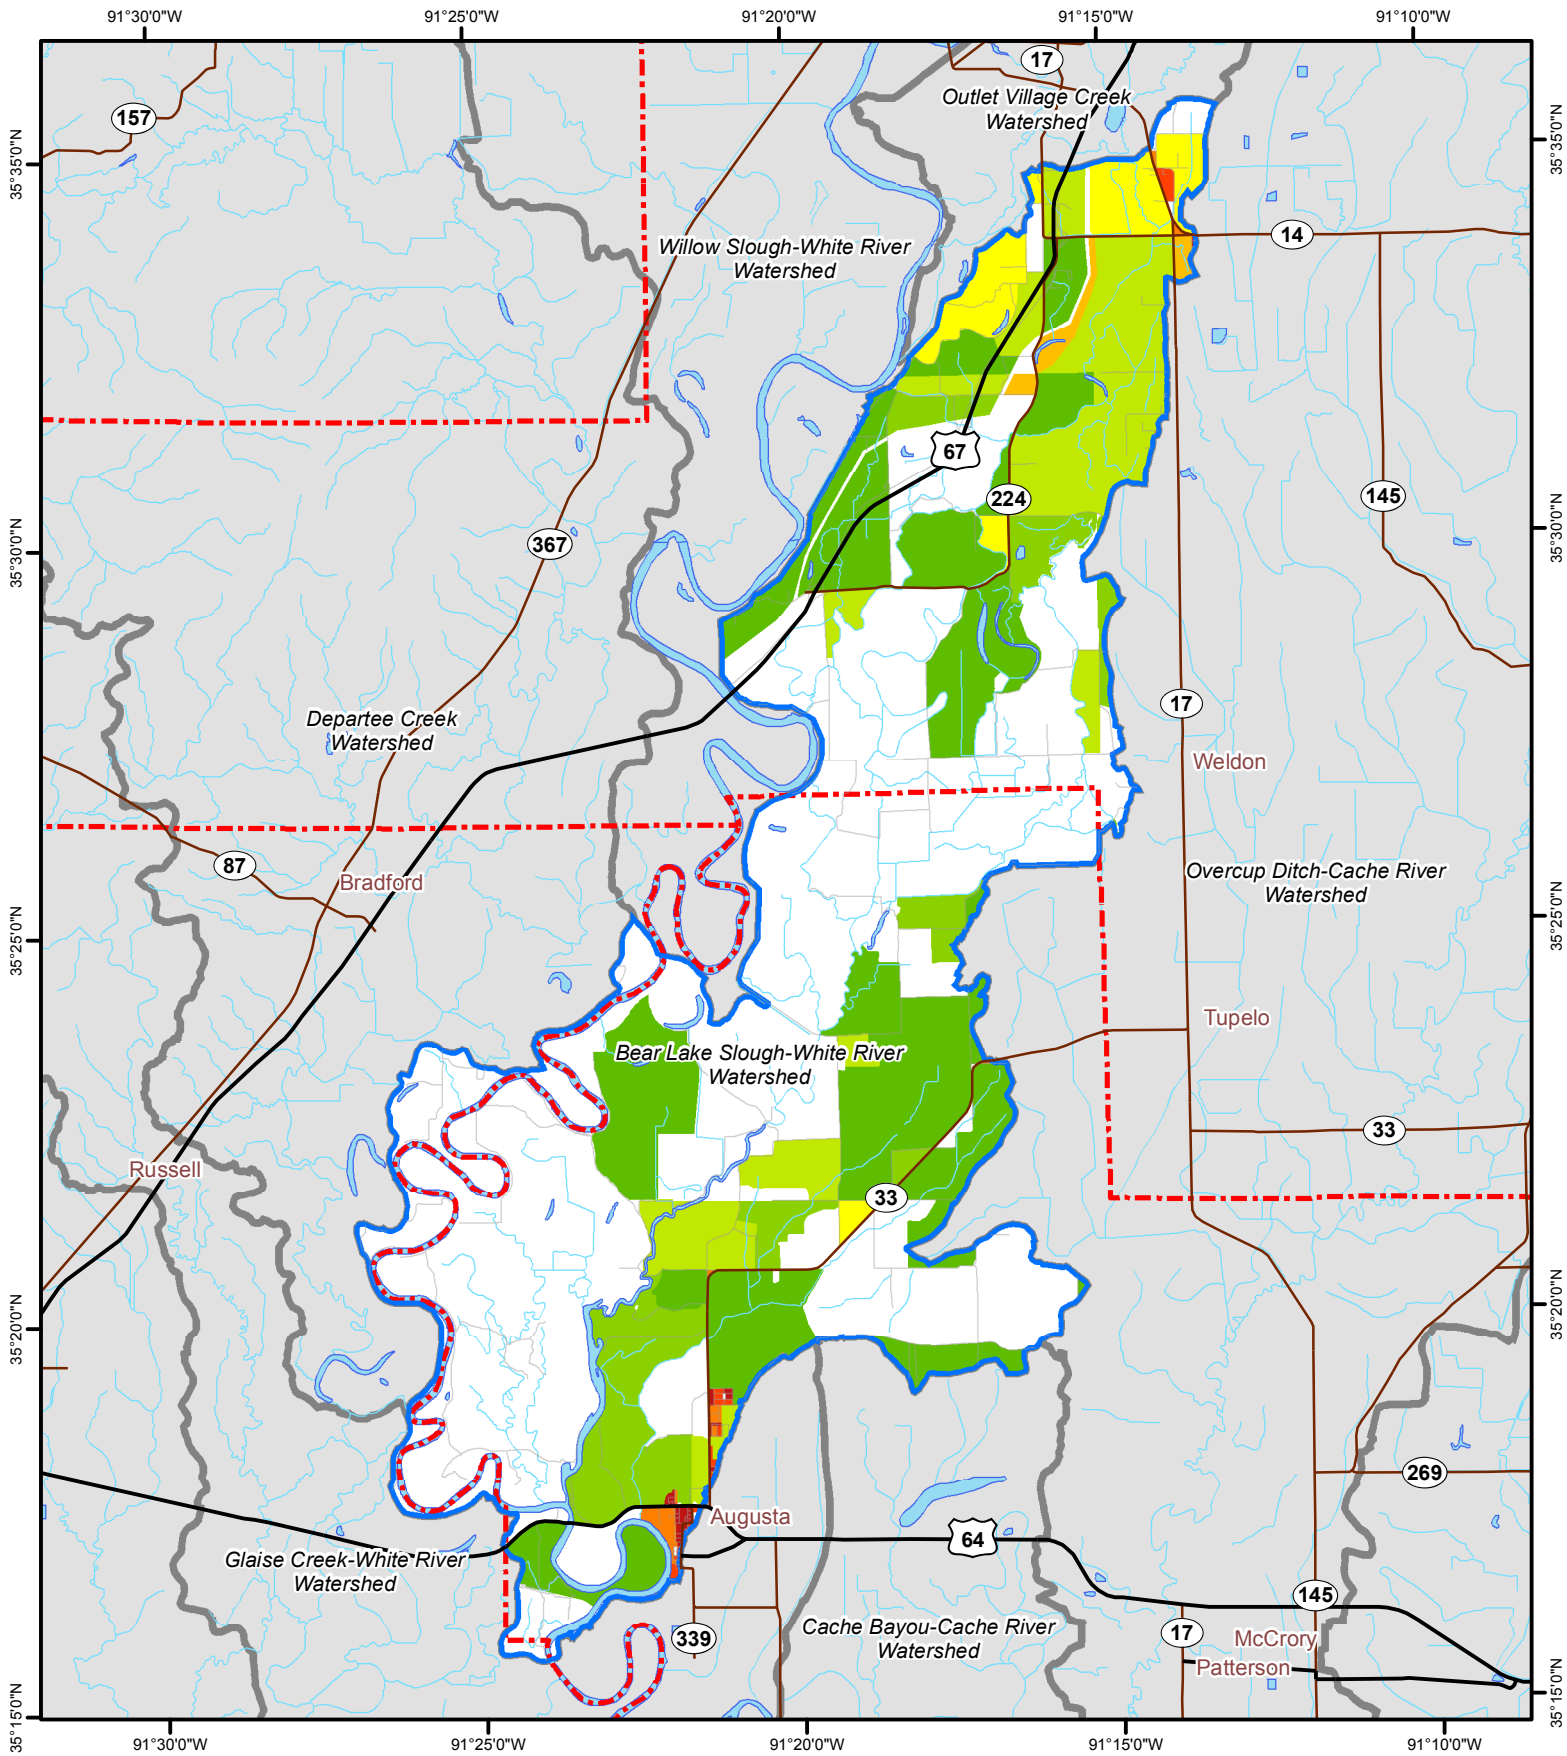 91°30'0"W
91°25'0"W
91°20'0"W
91°15'0"W
91°10'0"W
17
Outlet Village Creek
Watershed
157
35°35'0"N
35°35'0"N
14
Willow Slough-White River
Watershed
67
224
145
367
35°30'0"N
35°30'0"N
17
Departee Creek
Watershed
Weldon
87
Bradford
Overcup Ditch-Cache River
Watershed
35°25'0"N
35°25'0"N
Tupelo
Bear Lake Slough-White River
Watershed
33
Russell
33
35°20'0"N
35°20'0"N
269
Augusta
64
Glaise Creek-White River
Watershed
145
339
Cache Bayou-Cache River
Watershed
17
McCrory
Patterson
35°15'0"N
35°15'0"N
91°30'0"W
91°25'0"W
91°20'0"W
91°15'0"W
91°10'0"W